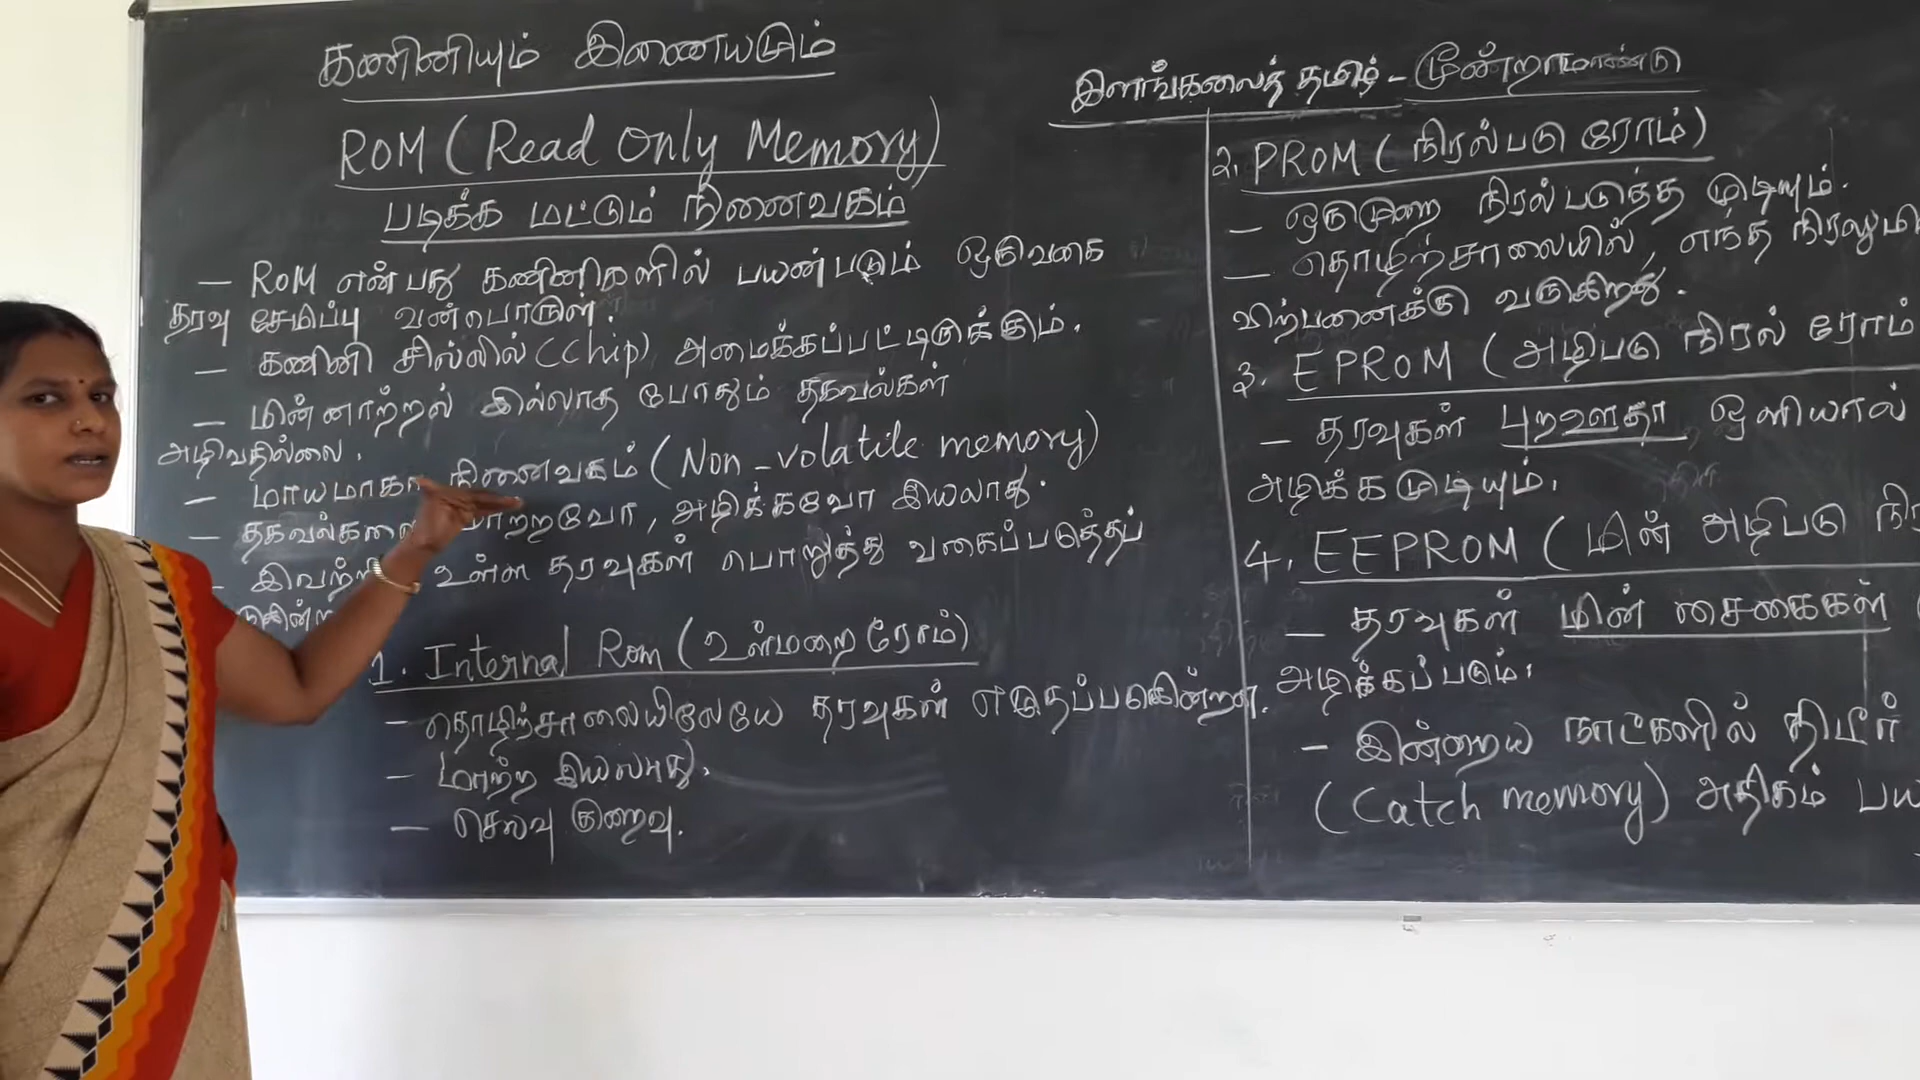 கணினியும் இணையமும்
ROM (Read Only Memory)
படிக்க மட்டும் நினைவகம்
— ROM என்பது கணினிகளில் பயன்படும் ஒருவகை
தரவு சேமிப்பு வன்பொருள்.
— கணினி சில்லில் (Chip) அமைக்கப்பட்டிருக்கும்.
— மின்னாற்றல் இல்லாத போதும் தகவல்கள்
அழிவதில்லை.
— மாயமாகா நினைவகம் (Non-volatile memory)
— தகவல்களை மாற்றவோ, அழிக்கவோ இயலாது.
- உள்ள தரவுகள் பொறுத்து வகைப்படுத்தப்
1. Internal Rom (உள்மறை ரோம்)
— தொழிற்சாலையிலேயே தரவுகள் எழுதப்படுகின்றன.
— மாற்ற இயலாது.
— செலவு குறைவு.
இளங்கலைத் தமிழ் - மூன்றாமாண்டு
2. PROM (நிரல்படு ரோம்)
— ஒருமுறை நிரல்படுத்த முடியும்.
— தொழிற்சாலையில், எந்த
விற்பனைக்கு வருகிறது.
3. EPROM (அழிபடு நிரல் ரோம்
— தரவுகள் புறஊதா ஒளியால்
அழிக்கமுடியும்.
4. EEPROM (மின் அழிபடு
— தரவுகள் மின் சைகைகள்
அழிக்கப்படும்.
— இன்றைய நாட்களில் திடீர்
(Catch memory) அதிகம்